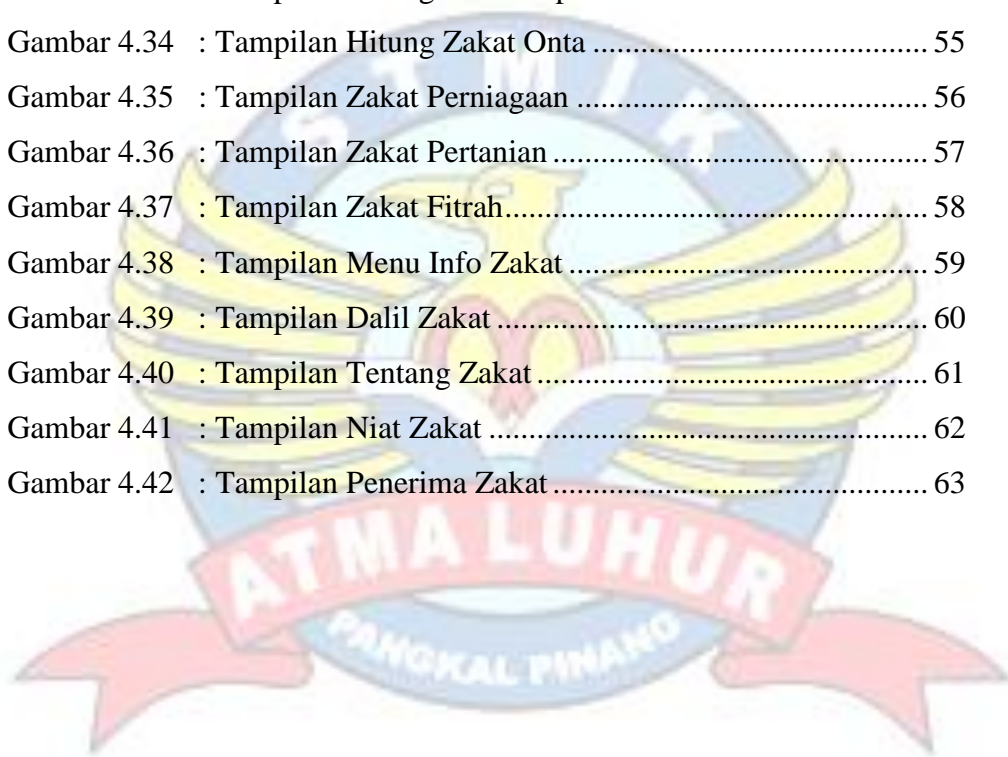 Gambar 4.34 : Tampilan Hitung Zakat Onta ........................................ 55
Gambar 4.35 : Tampilan Zakat Perniagaan .......................................... 56
Gambar 4.36 : Tampilan Zakat Pertanian ............................................. 57
Gambar 4.37 : Tampilan Zakat Fitrah................................................... 58
Gambar 4.38 : Tampilan Menu Info Zakat ........................................... 59
Gambar 4.39 : Tampilan Dalil Zakat .................................................... 60
Gambar 4.40 : Tampilan Tentang Zakat ............................................... 61
Gambar 4.41 : Tampilan Niat Zakat ..................................................... 62
Gambar 4.42 : Tampilan Penerima Zakat ............................................. 63
STMIK
ATMA LUHUR
PANGKAL PINANG